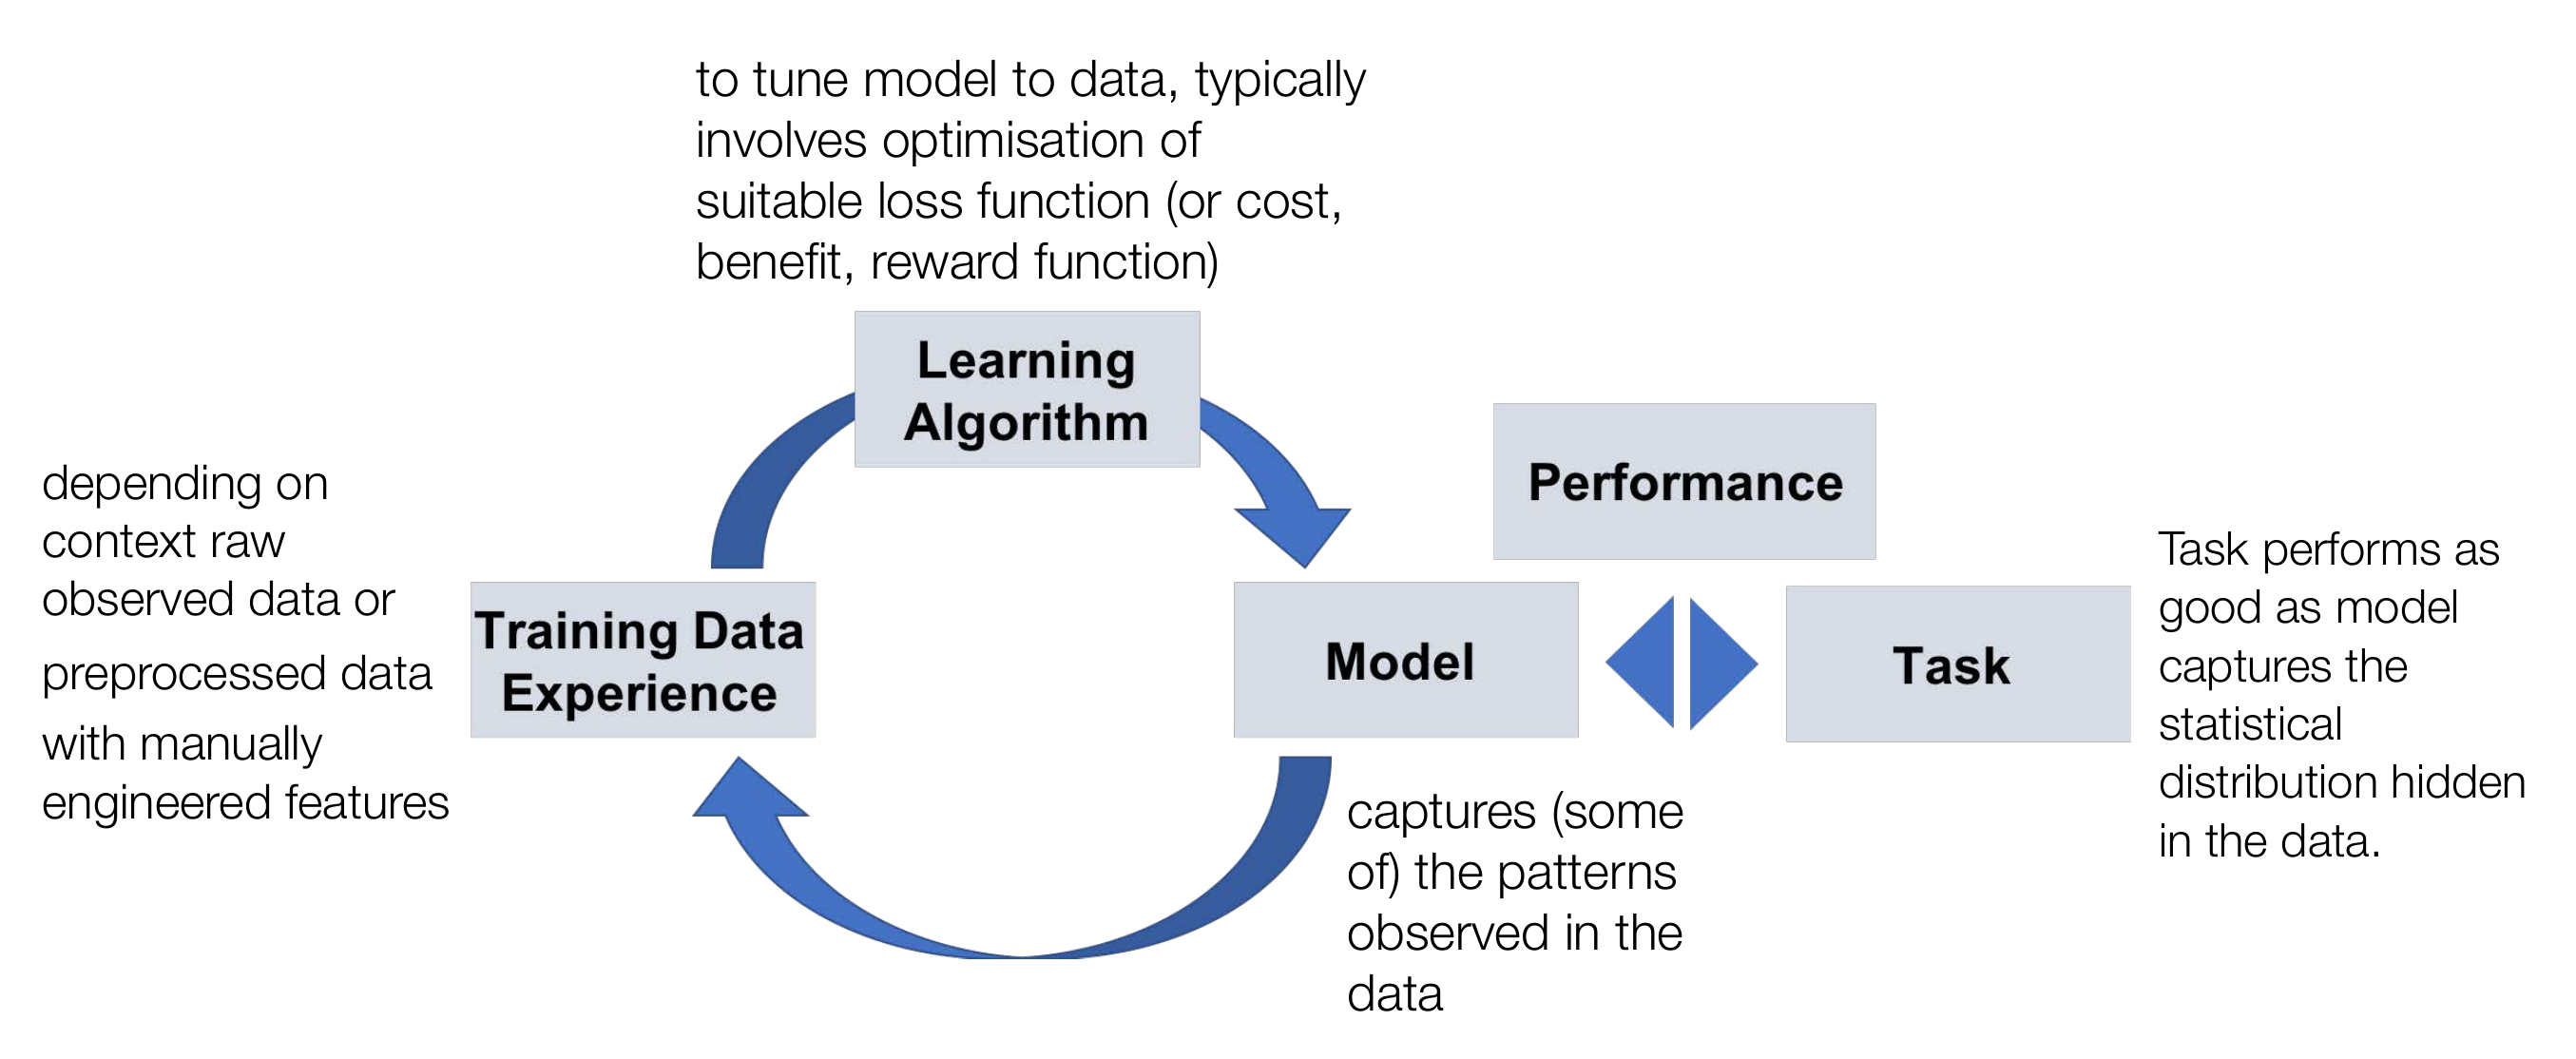 to tune model to data, typically
involves optimisation of
suitable loss function (or cost,
benefit, reward function)
Learning
Algorithm
depending on
context raw
observed data or
preprocessed data
with manually
engineered features
Training Data
Experience
Performance
Model
Task
Task performs as
good as model
captures the
statistical
distribution hidden
in the data.
captures (some
of) the patterns
observed in the
data